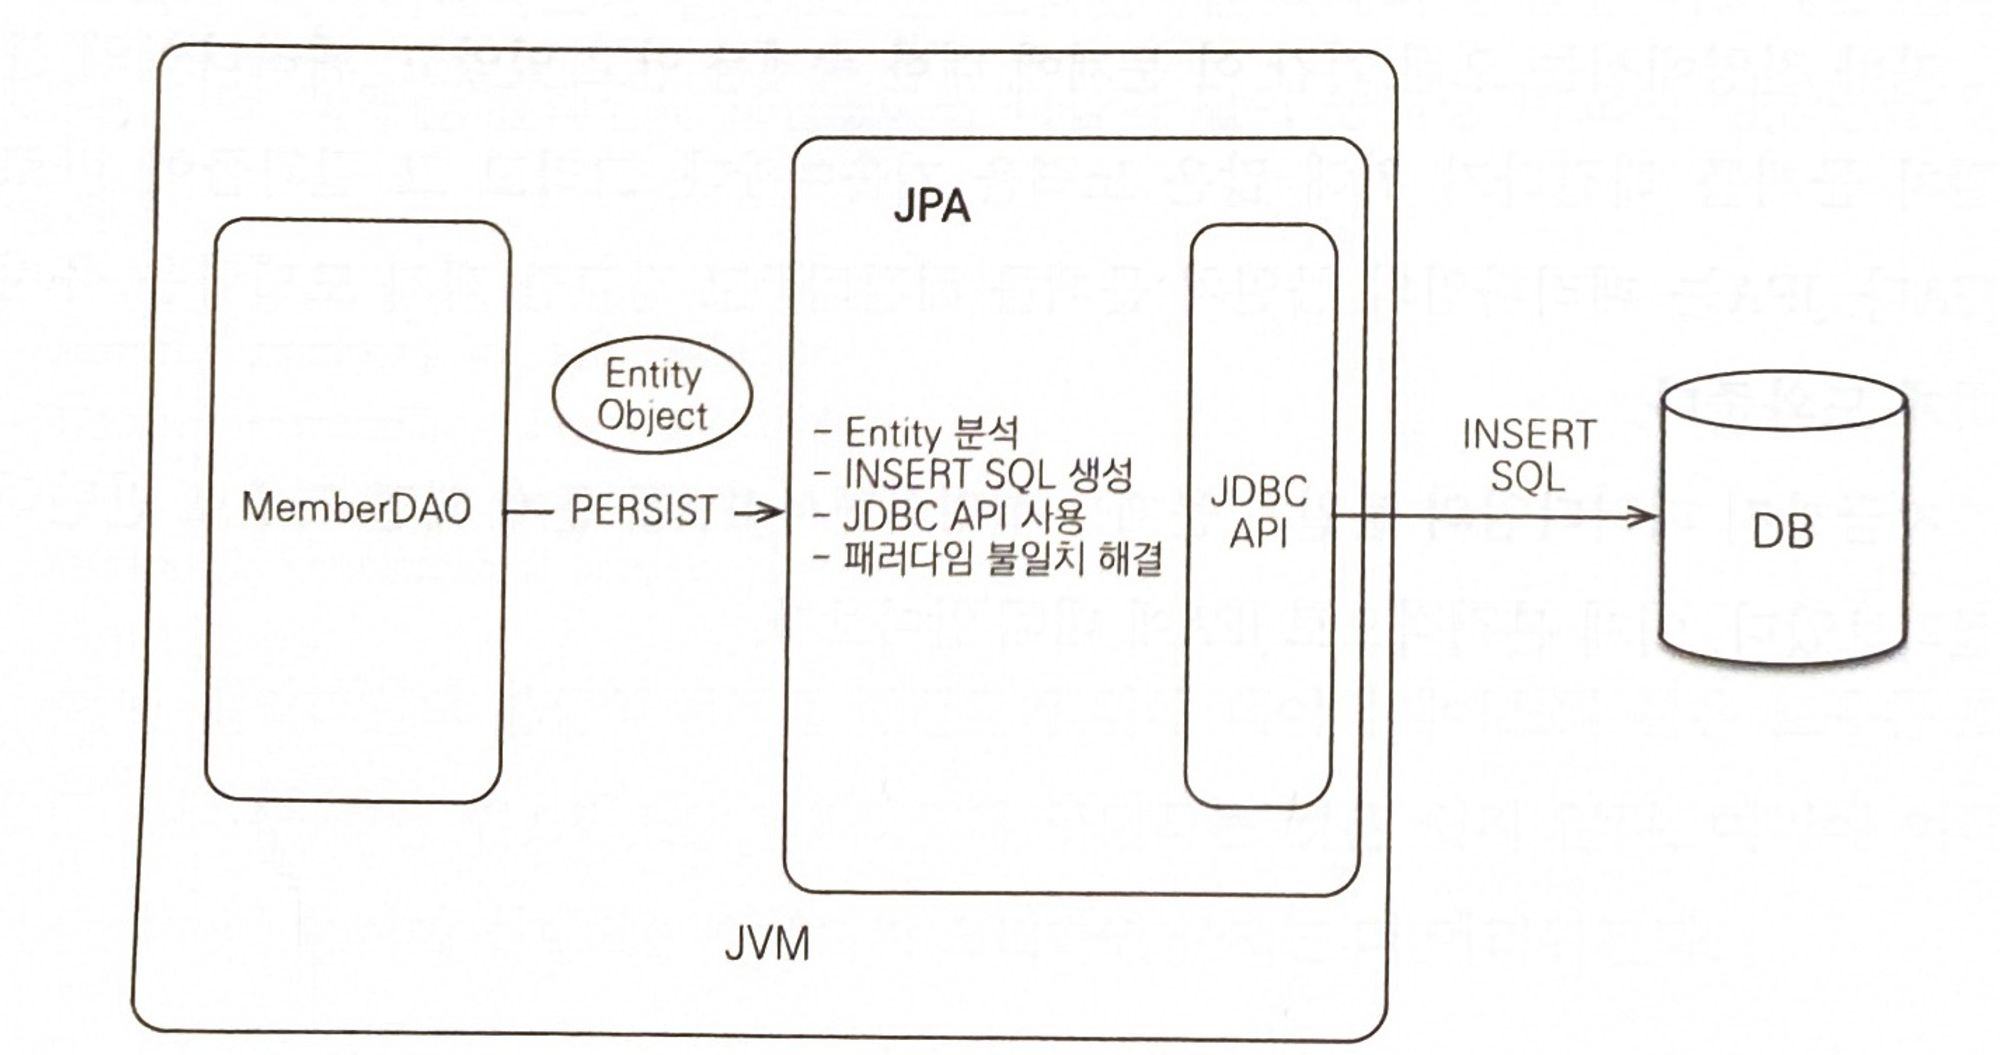 JPA
Entity
Object
MemberDAO
PERSIST
- Entity 분석
- INSERT SQL 생성
- JDBC API 사용
- 패러다임 불일치 해결
JDBC
API
INSERT
SQL
DB
JVM